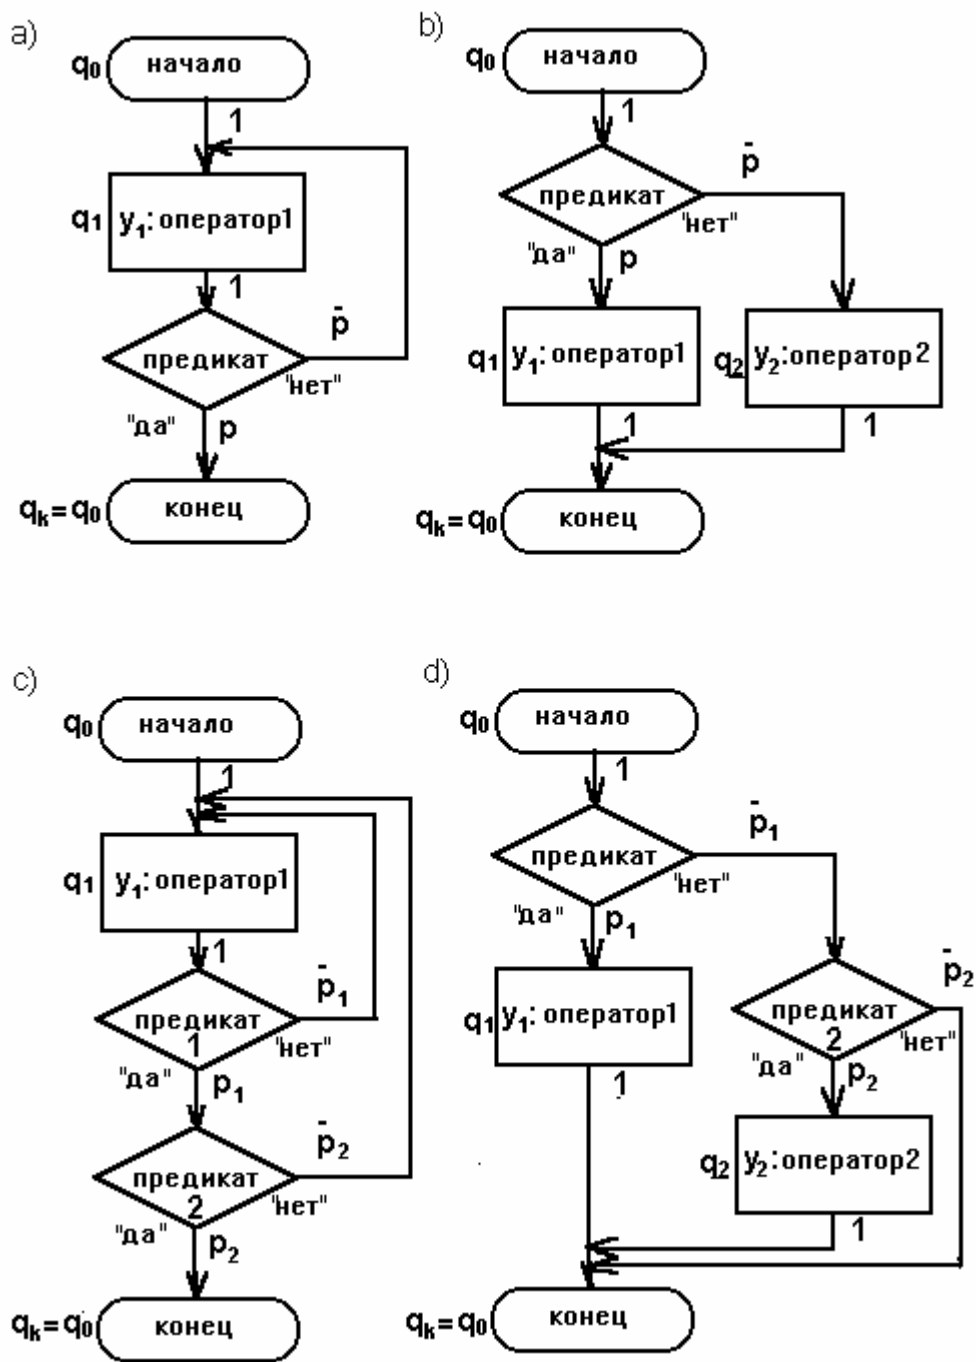 a)
q₀ начало
1
q₁ y₁: оператор1
1
предикат
p̄
"нет"
"да" p
qₖ = q₀ конец
b)
q₀ начало
1
предикат
p̄
"нет"
"да" p
q₁ y₁: оператор1
q₂ y₂: оператор2
1
1
qₖ = q₀ конец
c)
q₀ начало
1
q₁ y₁: оператор1
1
предикат
1
p̄₁
"нет"
"да" p₁
предикат
2
p̄₂
"нет"
"да" p₂
qₖ = q₀ конец
d)
q₀ начало
1
предикат
p̄₁
"нет"
"да" p₁
q₁ y₁: оператор1
1
предикат
2
p̄₂
"нет"
"да" p₂
q₂ y₂: оператор2
1
qₖ = q₀ конец